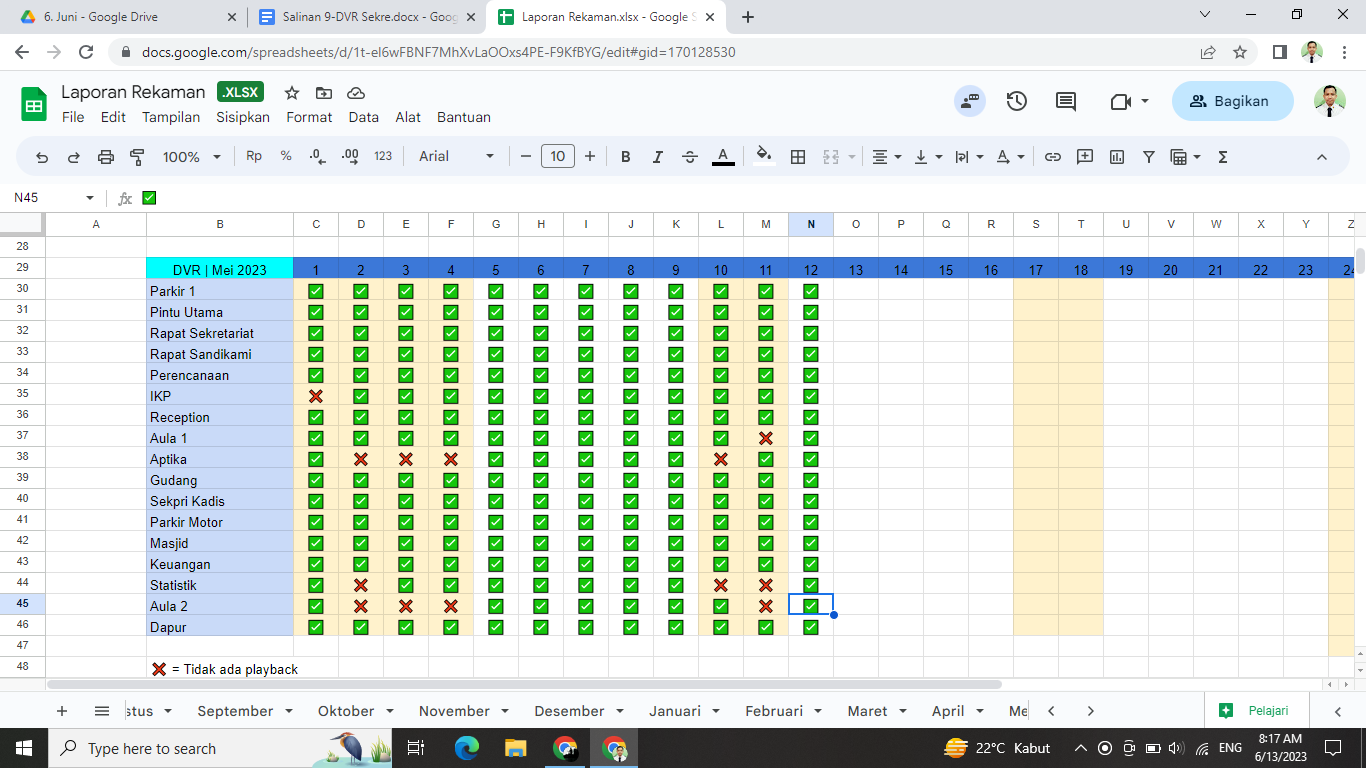 6. Juni - Google Drive
Salinan 9-DVR Sekre.docx - Goog
Laporan Rekaman.xlsx - Google S
docs.google.com/spreadsheets/d/1t-el6wFBNF7MhXvLaOOxs4PE-F9KfBYG/edit#gid=170128530
Laporan Rekaman .XLSX
File Edit Tampilan Sisipkan Format Data Alat Bantuan
Bagikan
100% Rp % .0 .00 123 Arial 10 B I A
N45 fx ✅
A B C D E F G H I J K L M N O P Q R S T U V W X Y Z
28
29 DVR | Mei 2023 1 2 3 4 5 6 7 8 9 10 11 12 13 14 15 16 17 18 19 20 21 22 23 24
30 Parkir 1 ✅ ✅ ✅ ✅ ✅ ✅ ✅ ✅ ✅ ✅ ✅ ✅
31 Pintu Utama ✅ ✅ ✅ ✅ ✅ ✅ ✅ ✅ ✅ ✅ ✅ ✅
32 Rapat Sekretariat ✅ ✅ ✅ ✅ ✅ ✅ ✅ ✅ ✅ ✅ ✅ ✅
33 Rapat Sandikami ✅ ✅ ✅ ✅ ✅ ✅ ✅ ✅ ✅ ✅ ✅ ✅
34 Perencanaan ✅ ✅ ✅ ✅ ✅ ✅ ✅ ✅ ✅ ✅ ✅ ✅
35 IKP ❌ ✅ ✅ ✅ ✅ ✅ ✅ ✅ ✅ ✅ ✅ ✅
36 Reception ✅ ✅ ✅ ✅ ✅ ✅ ✅ ✅ ✅ ✅ ✅ ✅
37 Aula 1 ✅ ✅ ✅ ✅ ✅ ✅ ✅ ✅ ✅ ✅ ❌ ✅
38 Aptika ✅ ❌ ❌ ❌ ✅ ✅ ✅ ✅ ✅ ❌ ✅ ✅
39 Gudang ✅ ✅ ✅ ✅ ✅ ✅ ✅ ✅ ✅ ✅ ✅ ✅
40 Sekpri Kadis ✅ ✅ ✅ ✅ ✅ ✅ ✅ ✅ ✅ ✅ ✅ ✅
41 Parkir Motor ✅ ✅ ✅ ✅ ✅ ✅ ✅ ✅ ✅ ✅ ✅ ✅
42 Masjid ✅ ✅ ✅ ✅ ✅ ✅ ✅ ✅ ✅ ✅ ✅ ✅
43 Keuangan ✅ ✅ ✅ ✅ ✅ ✅ ✅ ✅ ✅ ✅ ✅ ✅
44 Statistik ✅ ❌ ✅ ✅ ✅ ✅ ✅ ✅ ✅ ❌ ❌ ✅
45 Aula 2 ✅ ❌ ❌ ❌ ✅ ✅ ✅ ✅ ✅ ✅ ❌ ✅
46 Dapur ✅ ✅ ✅ ✅ ✅ ✅ ✅ ✅ ✅ ✅ ✅ ✅
47
48 ❌ = Tidak ada playback
stus September Oktober November Desember Januari Februari Maret April Me Pelajari
Type here to search 22°C Kabut ENG 8:17 AM
6/13/2023